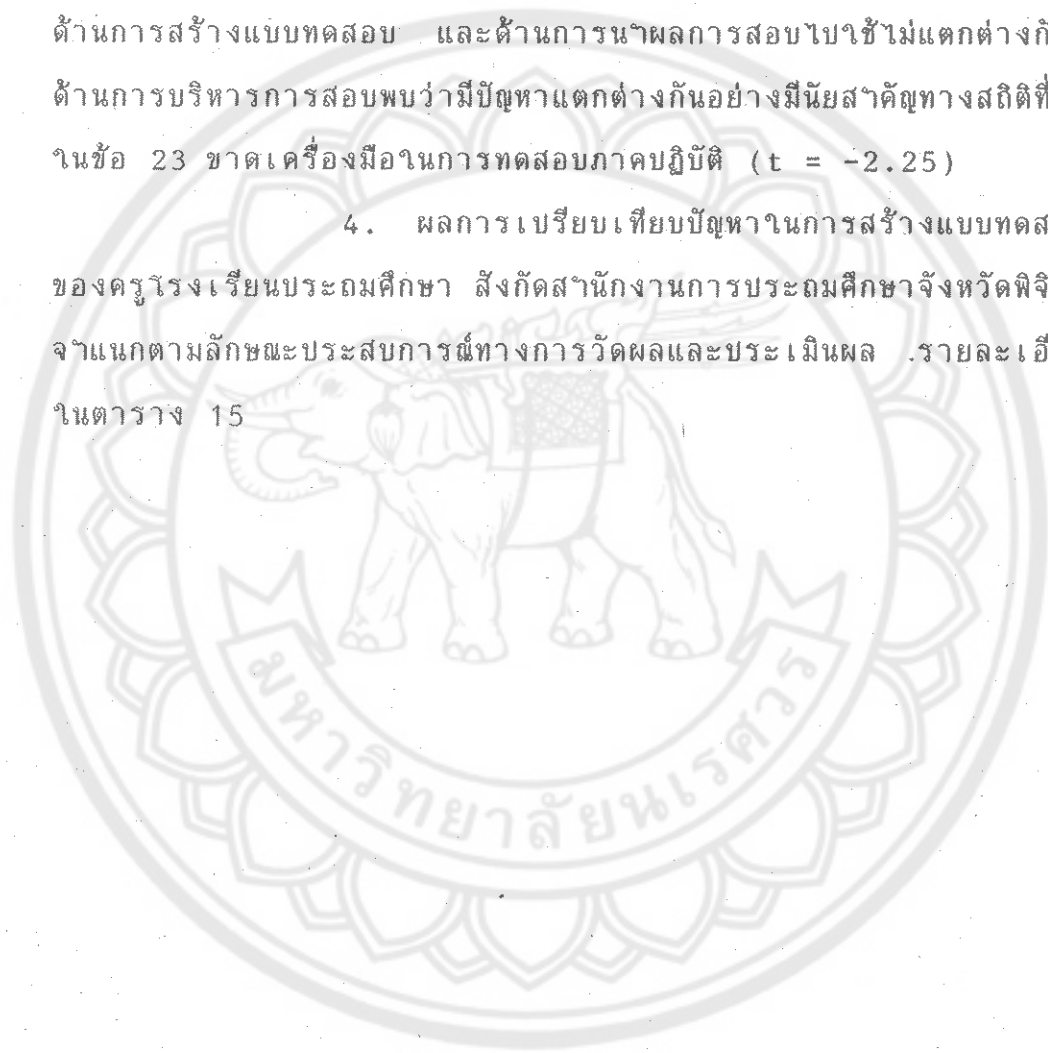 ด้านการสร้างแบบทดสอบ และด้านการนำผลการสอบไปใช้ไม่แตกต่างกั
ด้านการบริหารการสอบพบว่ามีปัญหาแตกต่างกันอย่างมีนัยสำคัญทางสถิติที่
ในข้อ 23 ขาดเครื่องมือในการทดสอบภาคปฏิบัติ (t = -2.25)
4. ผลการเปรียบเทียบปัญหาในการสร้างแบบทดส
ของครูโรงเรียนประถมศึกษา สังกัดสำนักงานการประถมศึกษาจังหวัดพิจิ
จำแนกตามลักษณะประสบการณ์ทางการวัดผลและประเมินผล .รายละเอี
ในตาราง 15
มหาวิทยาลัยนเรศวร